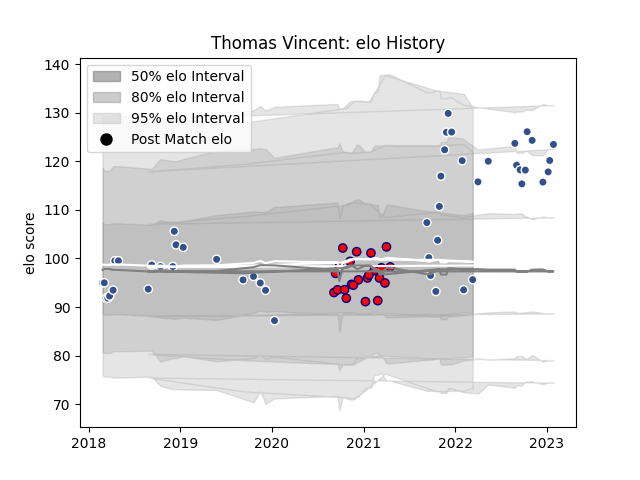 Thomas Vincent: elo History
140
130
120
110
100
90
80
70
elo score
50% elo Interval
80% elo Interval
95% elo Interval
Post Match elo
2018 2019 2020 2021 2022 2023